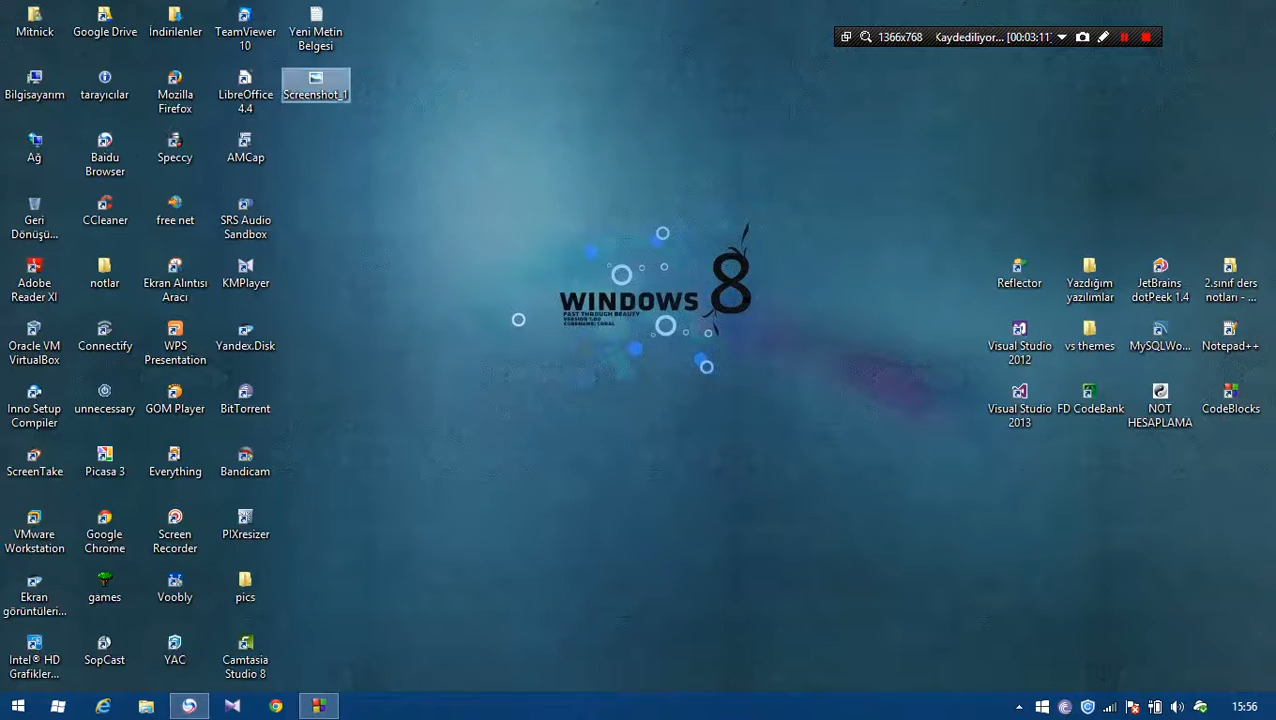 1366x768 Kaydediliyor... [00:03:11]
Mitnick
Google Drive
İndirilenler
TeamViewer
10
Yeni Metin
Belgesi
Bilgisayarım
tarayıcılar
Mozilla
Firefox
LibreOffice
4.4
Screenshot_1
Ağ
Baidu
Browser
Speccy
AMCap
Geri
Dönüşü...
CCleaner
free net
SRS Audio
Sandbox
Adobe
Reader XI
notlar
Ekran Alıntısı
Aracı
KMPlayer
Oracle VM
VirtualBox
Connectify
WPS
Presentation
Yandex.Disk
Inno Setup
Compiler
unnecessary
GOM Player
BitTorrent
ScreenTake
Picasa 3
Everything
Bandicam
VMware
Workstation
Google
Chrome
Screen
Recorder
PIXresizer
Ekran
görüntüleri...
games
Voobly
pics
Intel® HD
Grafikler...
SopCast
YAC
Camtasia
Studio 8
WINDOWS 8
FAST THROUGH BEAUTY
VERSION 1.00
CODENAME: CORAL
Reflector
Yazdığım
yazılımlar
JetBrains
dotPeek 1.4
2.sınıf ders
notları - ...
Visual Studio
2012
vs themes
MySQLWo...
Notepad++
Visual Studio
2013
FD CodeBank
NOT
HESAPLAMA
CodeBlocks
15:56